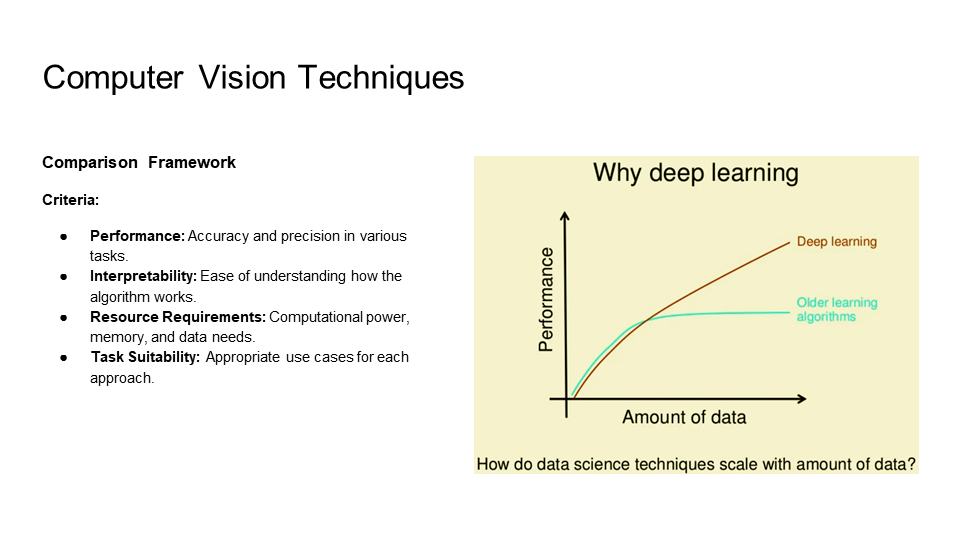 Computer Vision Techniques
Comparison Framework
Criteria:
● Performance: Accuracy and precision in various
tasks.
● Interpretability: Ease of understanding how the
algorithm works.
● Resource Requirements: Computational power,
memory, and data needs.
● Task Suitability: Appropriate use cases for each
approach.
Why deep learning
Deep learning
Older learning
algorithms
Performance
Amount of data
How do data science techniques scale with amount of data?